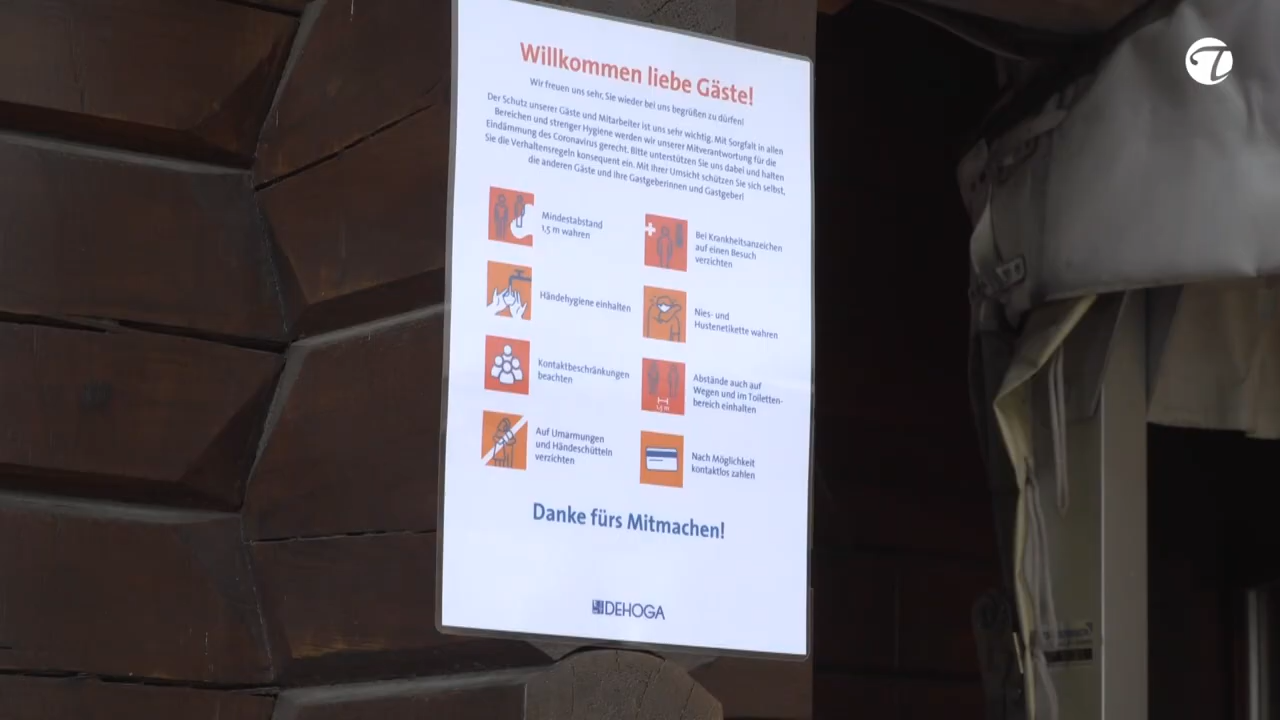 Willkommen liebe Gäste!
Wir freuen uns sehr, Sie wieder bei uns begrüßen zu dürfen!
Der Schutz unserer Gäste und Mitarbeiter ist uns sehr wichtig. Mit Sorgfalt in allen
Bereichen und strenger Hygiene werden wir unserer Mitverantwortung für die
Eindämmung des Coronavirus gerecht. Bitte unterstützen Sie uns dabei und halten
Sie die Verhaltensregeln konsequent ein. Mit Ihrer Umsicht schützen Sie sich selbst,
die anderen Gäste und Ihre Gastgeberinnen und Gastgeber!
Mindestabstand
1,5 m wahren
Bei Krankheitsanzeichen
auf einen Besuch
verzichten
Händehygiene einhalten
Nies- und
Hustenetikette wahren
Kontaktbeschränkungen
beachten
1,5 m
Abstände auch auf
Wegen und im Toiletten-
bereich einhalten
Auf Umarmungen
und Händeschütteln
verzichten
Nach Möglichkeit
kontaktlos zahlen
Danke fürs Mitmachen!
DEHOGA